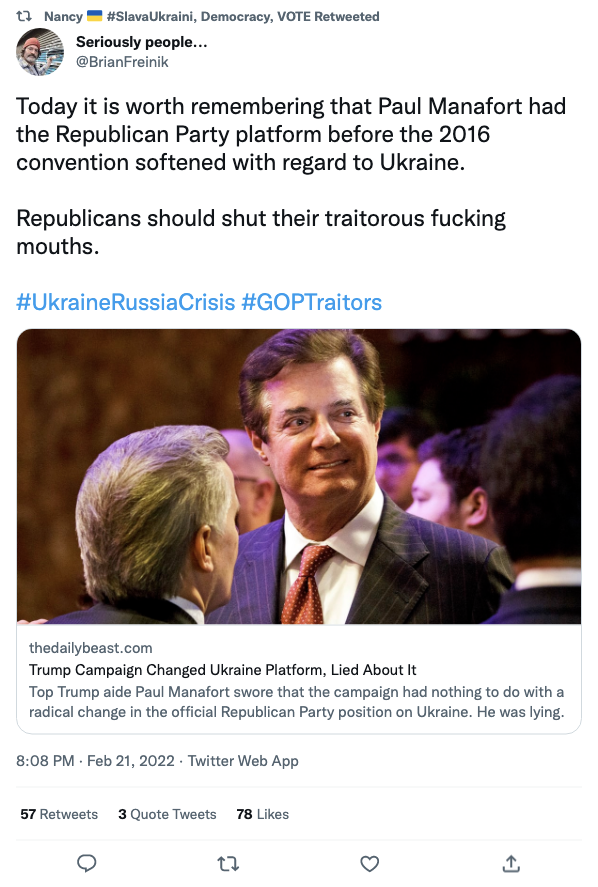 Nancy 🇺🇦 #SlavaUkraini, Democracy, VOTE Retweeted
Seriously people...
@BrianFreinik
Today it is worth remembering that Paul Manafort had
the Republican Party platform before the 2016
convention softened with regard to Ukraine.
Republicans should shut their traitorous fucking
mouths.
#UkraineRussiaCrisis #GOPTraitors
thedailybeast.com
Trump Campaign Changed Ukraine Platform, Lied About It
Top Trump aide Paul Manafort swore that the campaign had nothing to do with a
radical change in the official Republican Party position on Ukraine. He was lying.
8:08 PM · Feb 21, 2022 · Twitter Web App
57 Retweets 3 Quote Tweets 78 Likes